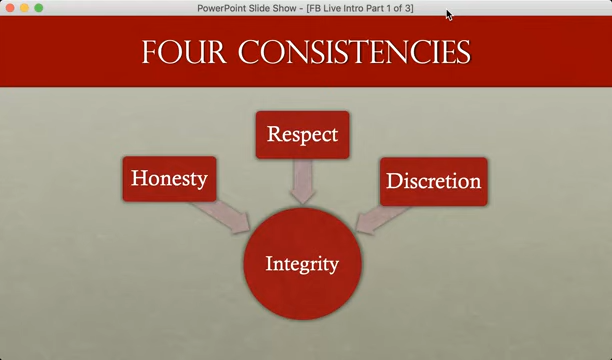 PowerPoint Slide Show - [FB Live Intro Part 1 of 3]
FOUR CONSISTENCIES
Respect
Honesty
Discretion
Integrity